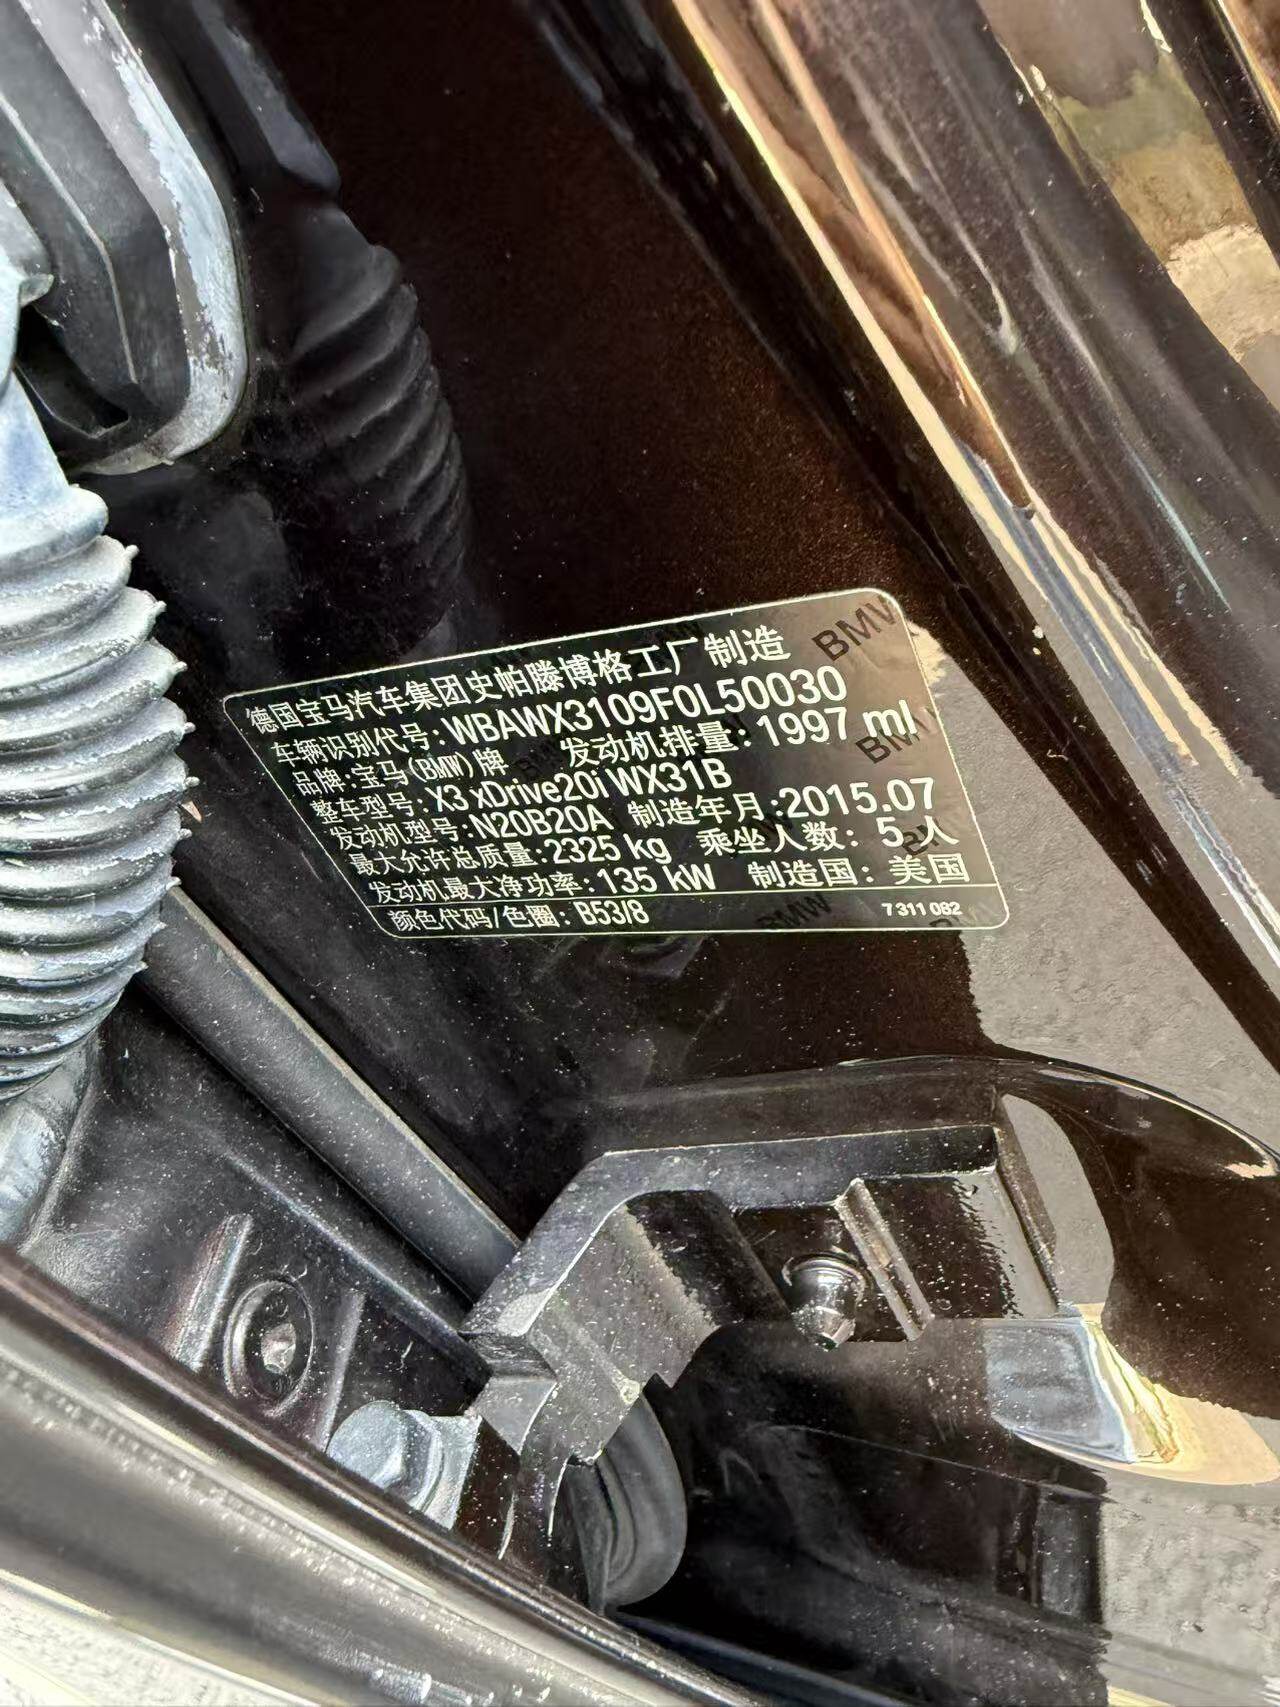 德国宝马汽车集团史帕滕博格工厂制造
车辆识别代号:WBAWX3109F0L50030
品牌:宝马(BMW)牌 发动机排量:1997 ml
整车型号:X3 xDrive20i WX31B
发动机型号:N20B20A 制造年月:2015.07
最大允许总质量:2325 kg 乘坐人数:5人
发动机最大净功率:135 kW 制造国:美国
颜色代码/色圈:B53/8 7 311 082